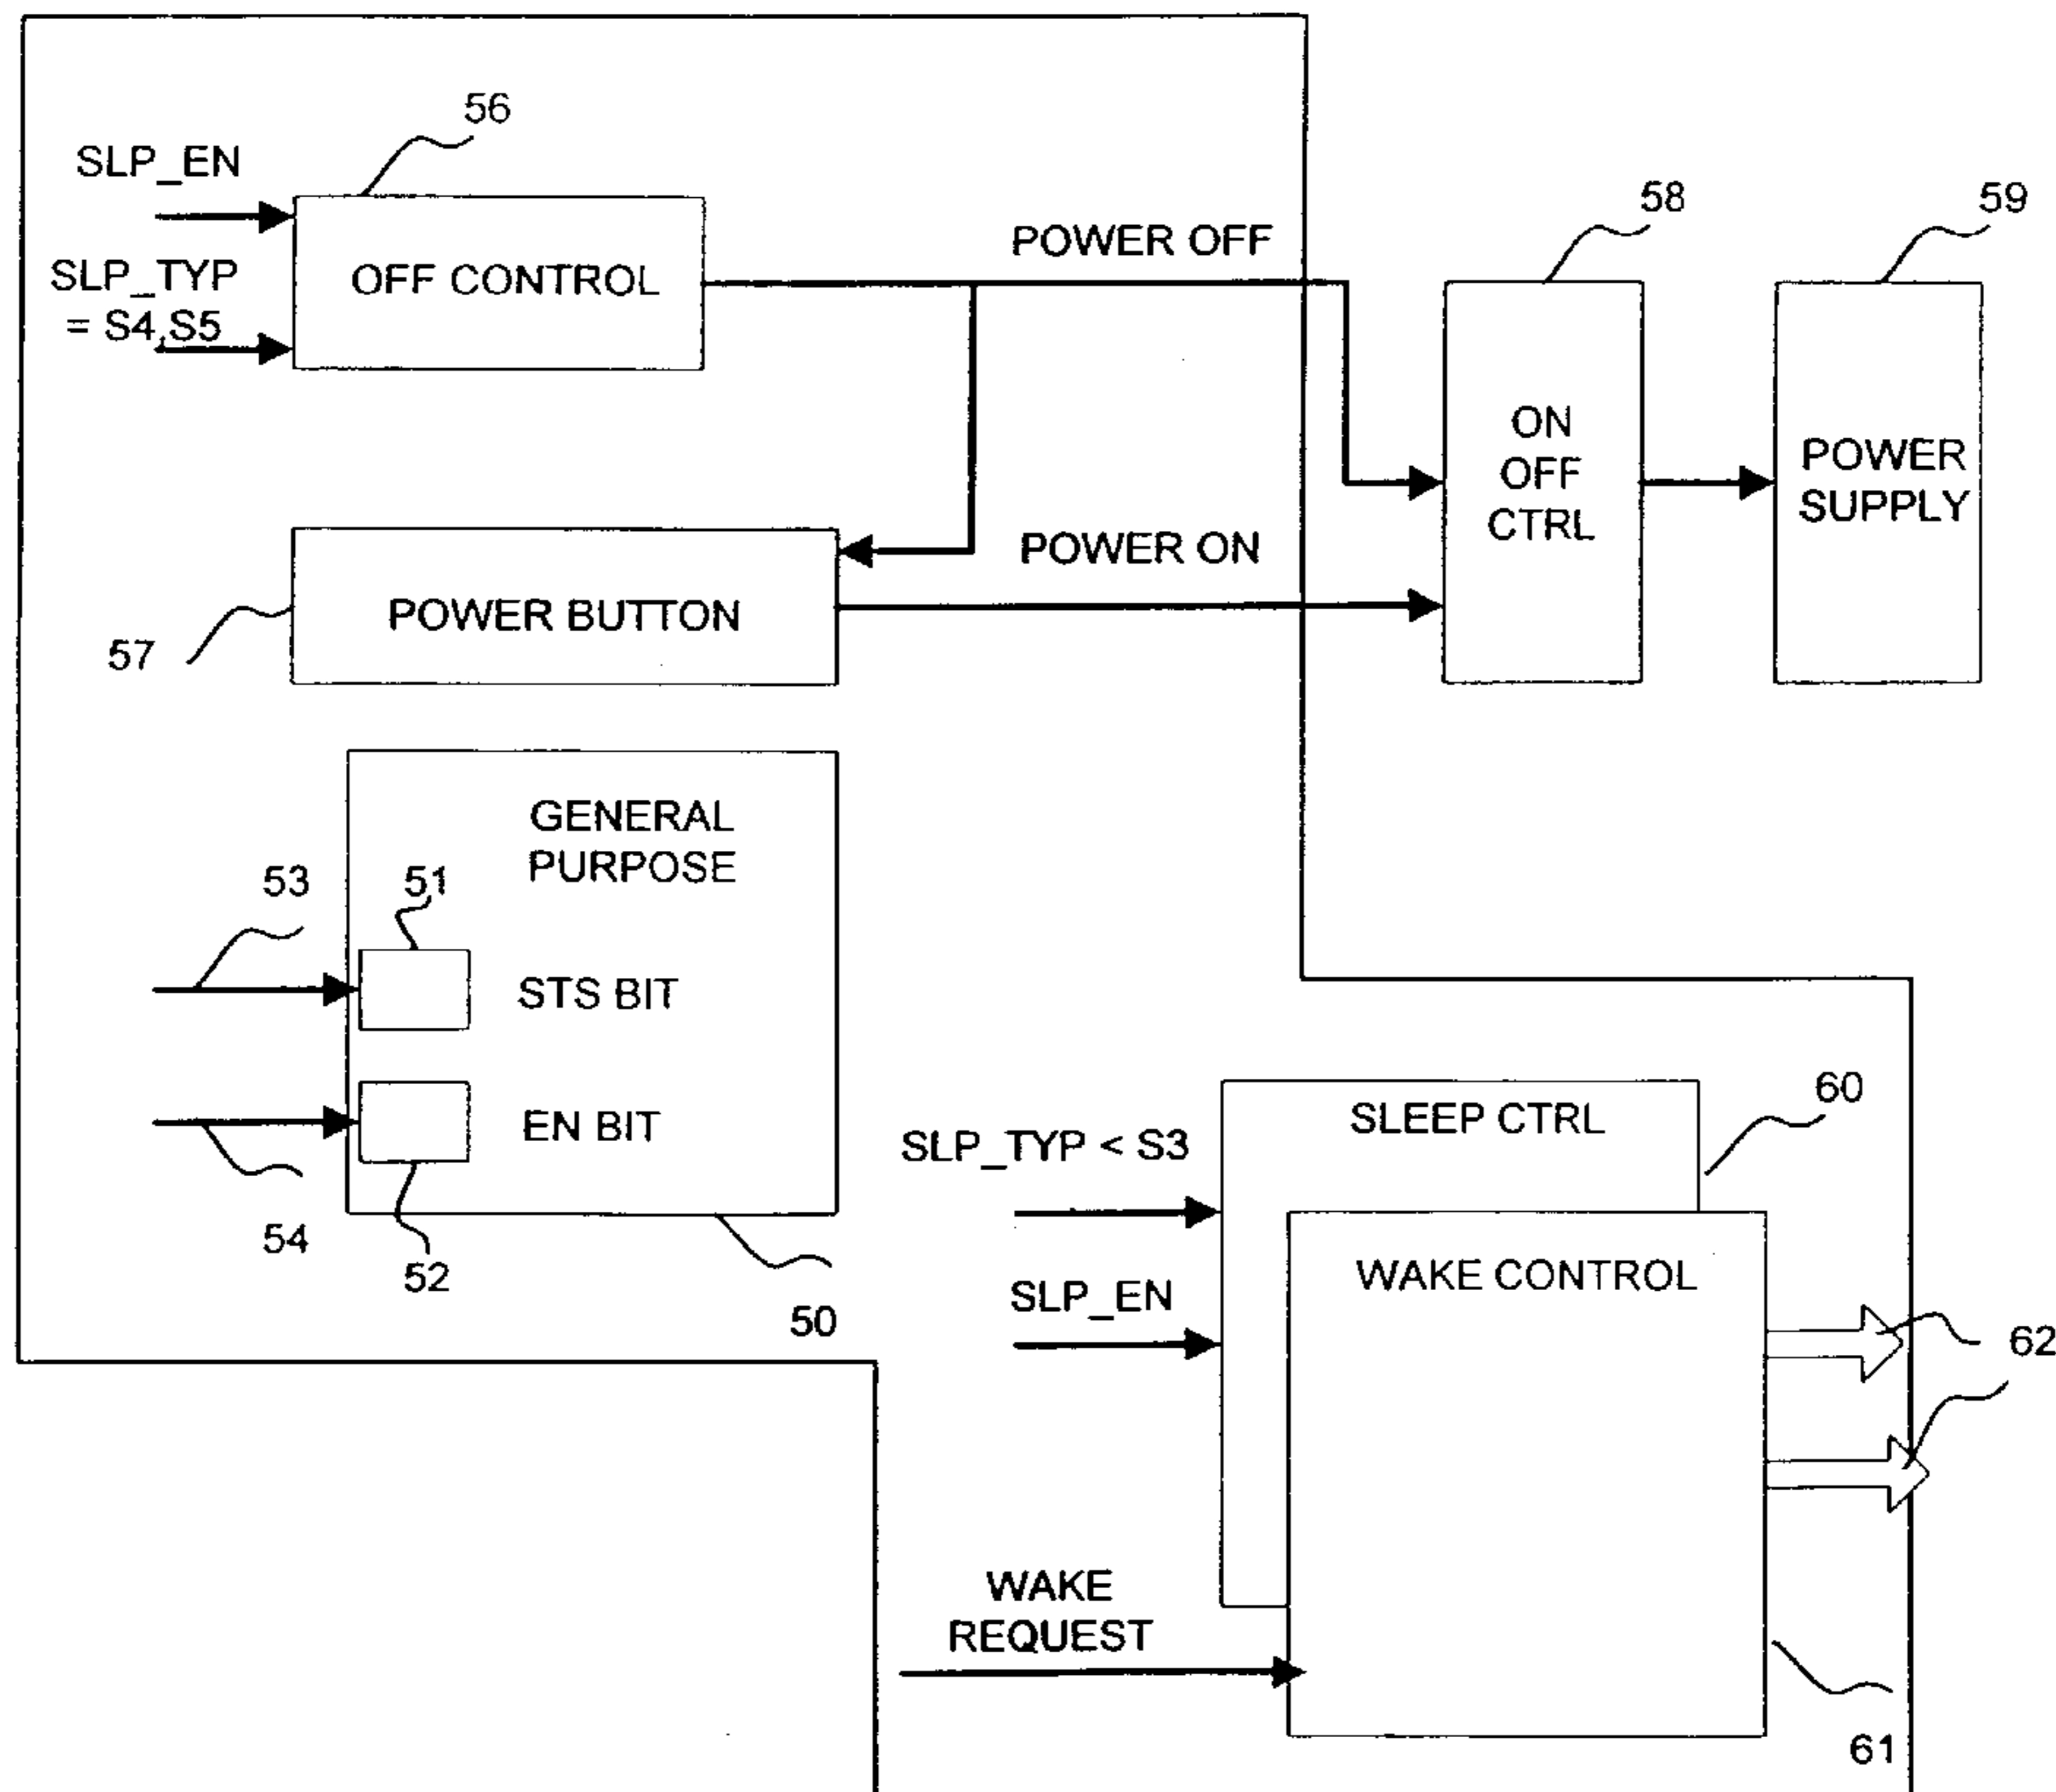 56
SLP_EN
58
59
POWER OFF
SLP_TYP
= S4,S5
OFF CONTROL
ON
OFF
CTRL
POWER
SUPPLY
POWER ON
POWER BUTTON
57
GENERAL
PURPOSE
53
51
STS BIT
EN BIT
54
52
50
60
SLEEP CTRL
SLP_TYP < S3
WAKE CONTROL
SLP_EN
62
WAKE
REQUEST
61